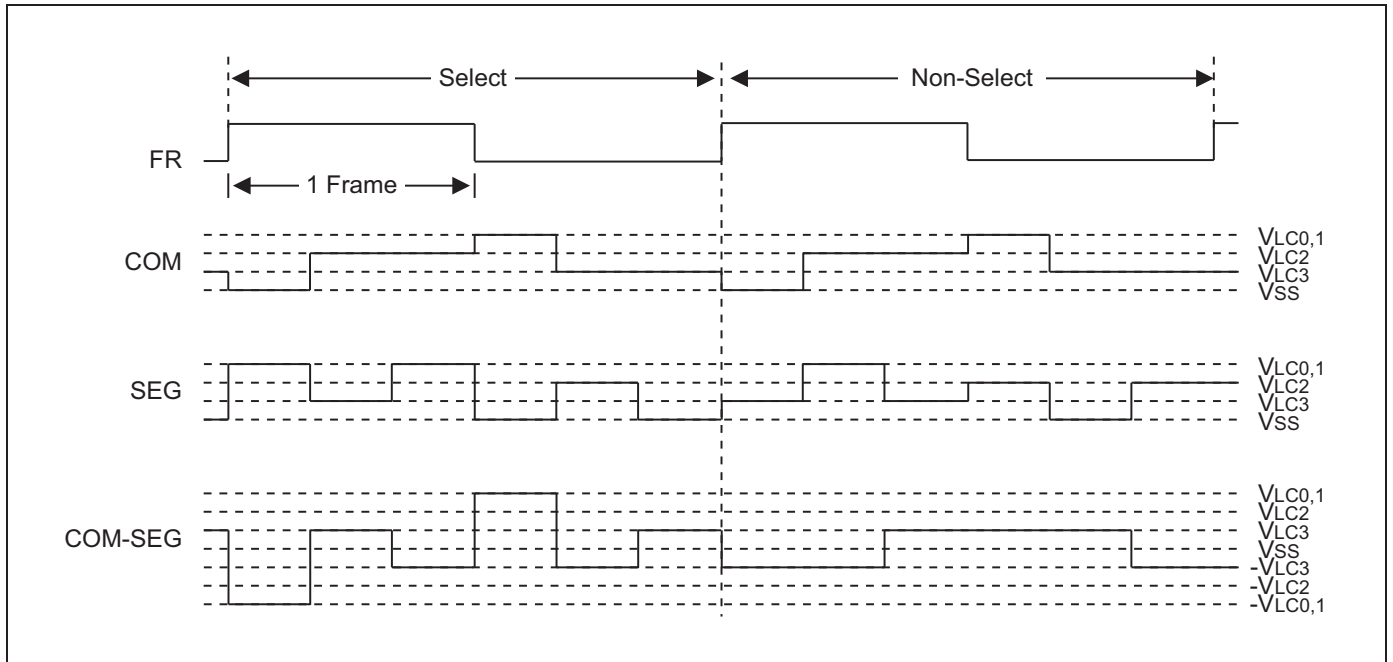 Select
Non-Select
FR
1 Frame
COM
VLC0,1
VLC2
VLC3
VSS
SEG
VLC0,1
VLC2
VLC3
VSS
COM-SEG
VLC0,1
VLC2
VLC3
VSS
-VLC3
-VLC2
-VLC0,1